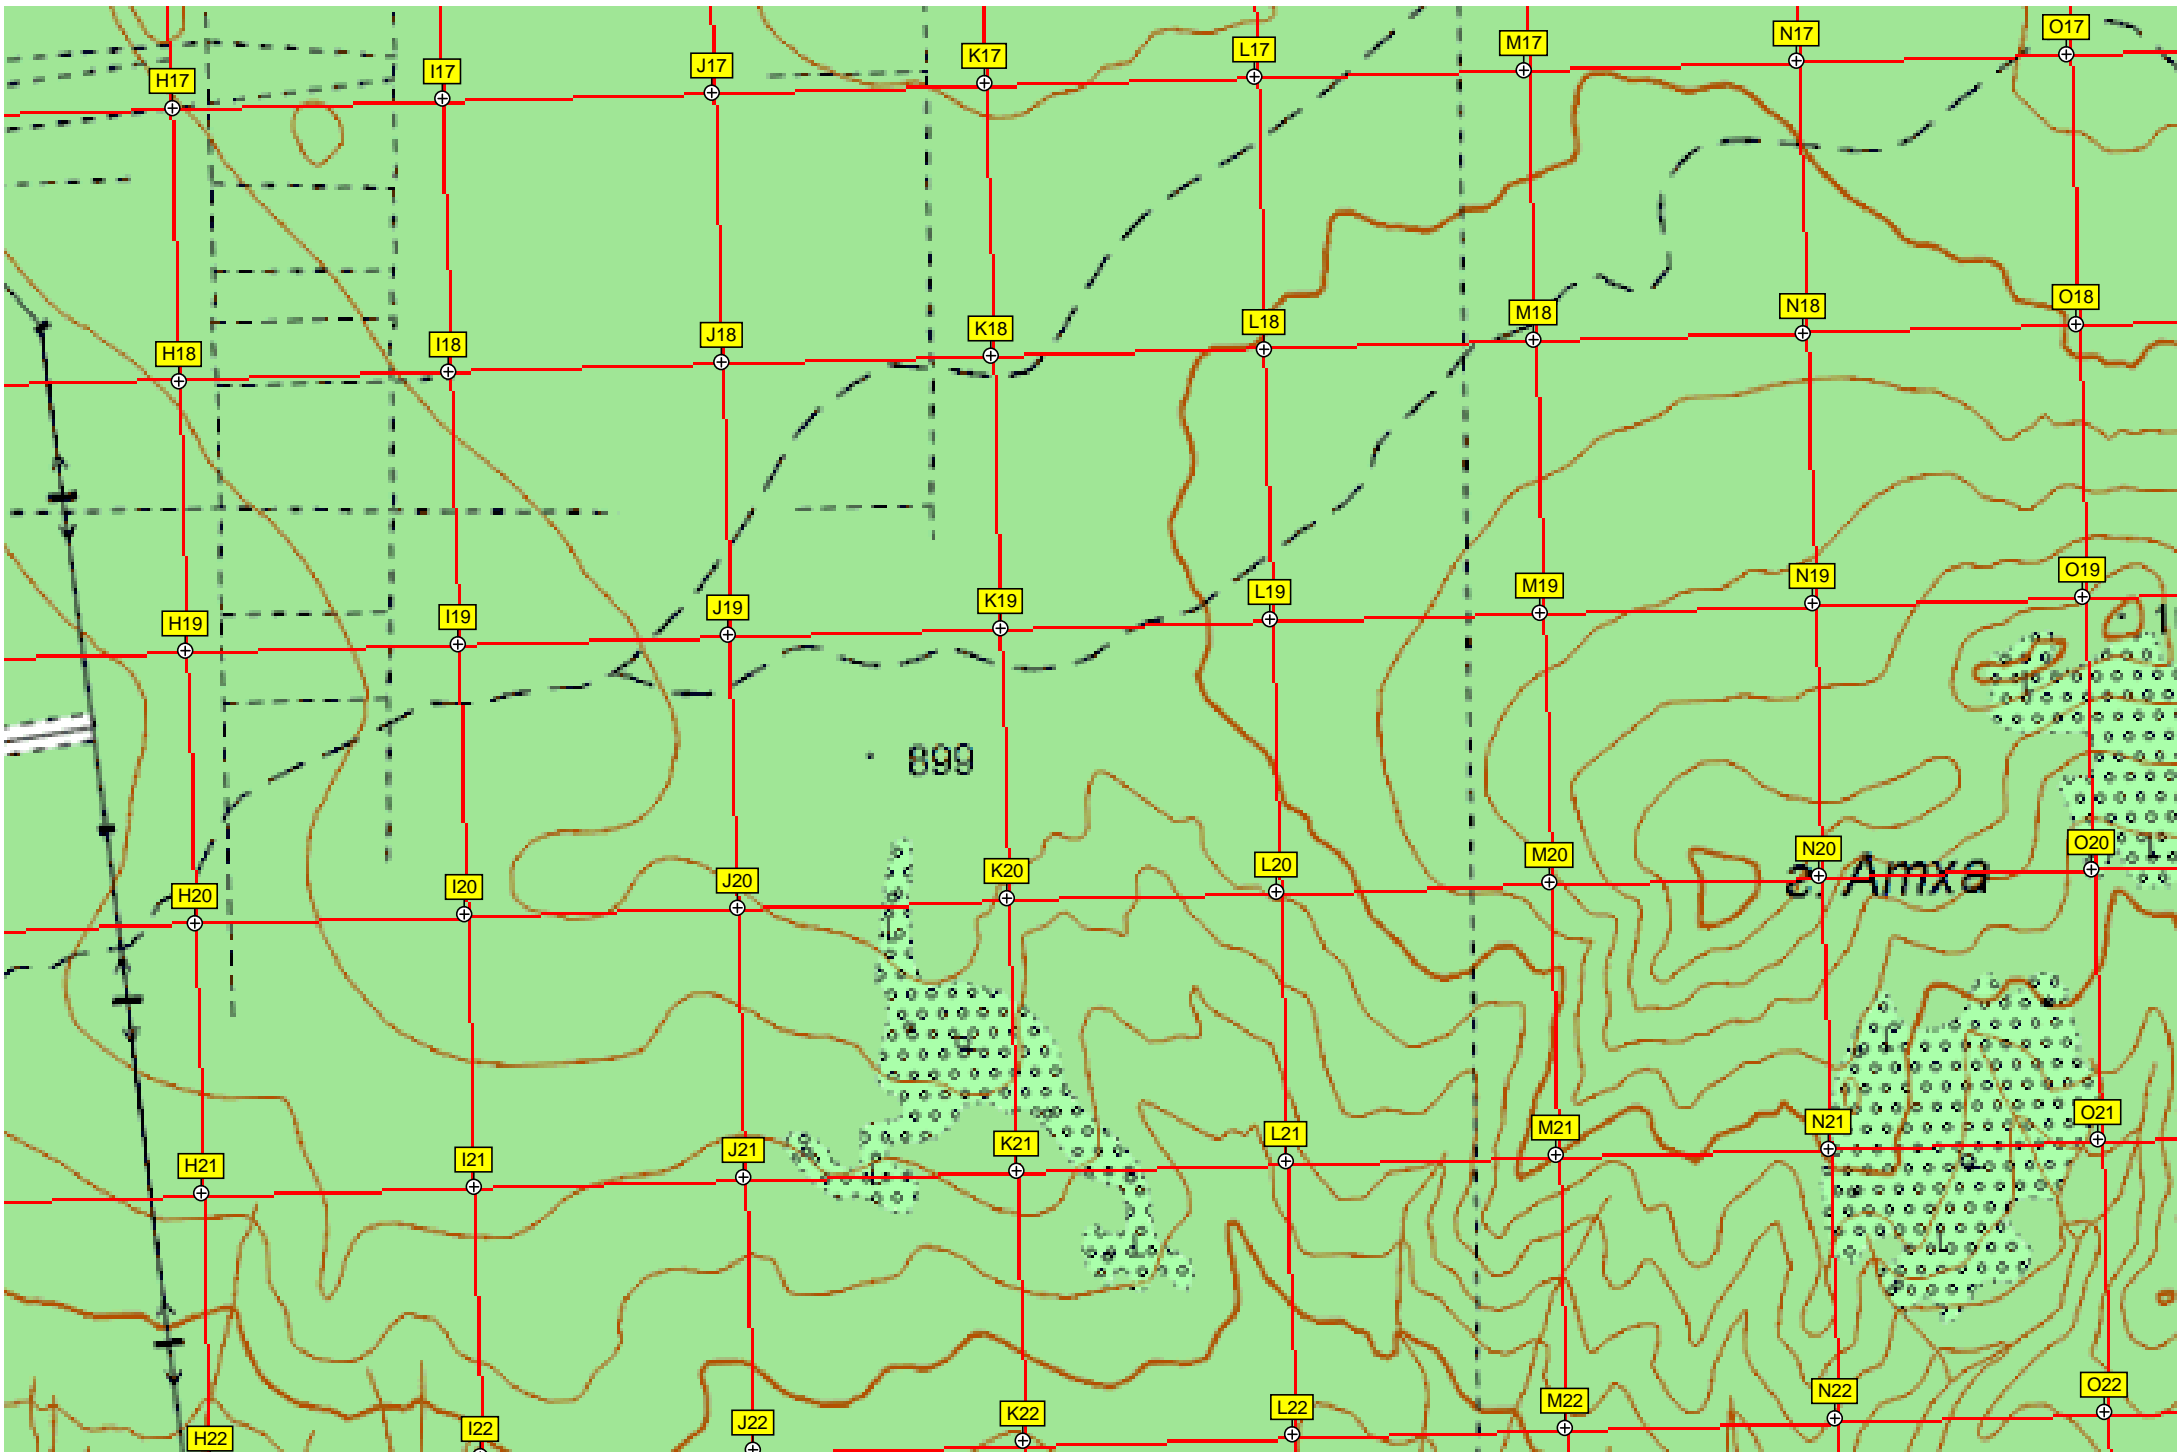 H17 I17 J17 K17 L17 M17 N17 O17
H18 I18 J18 K18 L18 M18 N18 O18
H19 I19 J19 K19 L19 M19 N19 O19
899
H20 I20 J20 K20 L20 M20 N20 O20
г. Атха
H21 I21 J21 K21 L21 M21 N21 O21
H22 I22 J22 K22 L22 M22 N22 O22